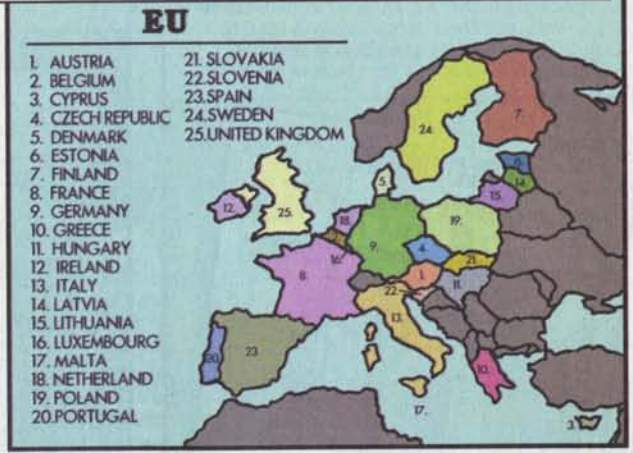 EU
1. AUSTRIA
2. BELGIUM
3. CYPRUS
4. CZECH REPUBLIC
5. DENMARK
6. ESTONIA
7. FINLAND
8. FRANCE
9. GERMANY
10. GREECE
11. HUNGARY
12. IRELAND
13. ITALY
14. LATVIA
15. LITHUANIA
16. LUXEMBOURG
17. MALTA
18. NETHERLAND
19. POLAND
20.PORTUGAL
21. SLOVAKIA
22.SLOVENIA
23.SPAIN
24.SWEDEN
25.UNITED KINGDOM
24.
7.
6.
14.
15.
5.
12.
25.
18.
19.
9.
16.
4.
21.
8.
1.
11.
22.
13.
20.
23
10.
17.
3.